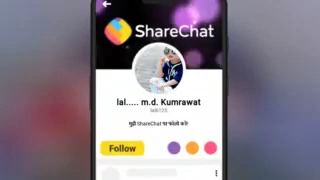 ShareChat
lal..... m.d. Kumrawat
मुझे ShareChat पर फॉलो करें!
Follow